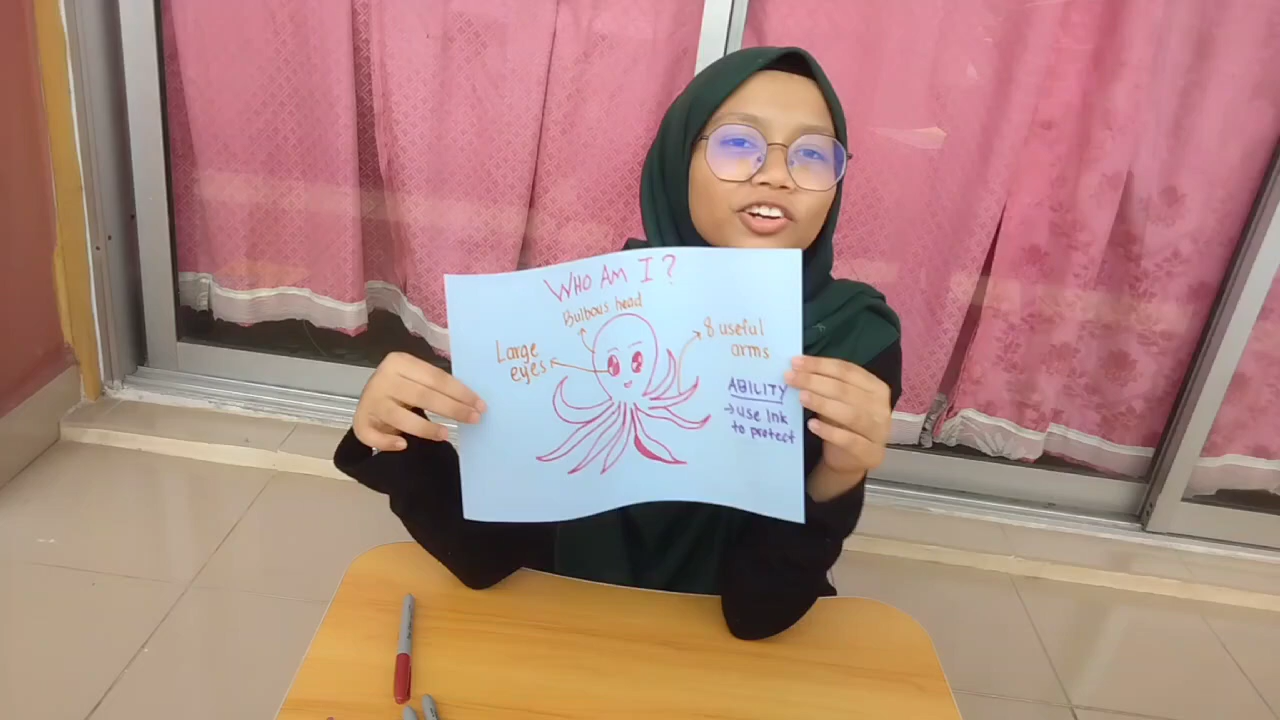 WHO AM I?
Bulbous head
Large
eyes
8 useful
arms
ABILITY
→ use Ink
to protect